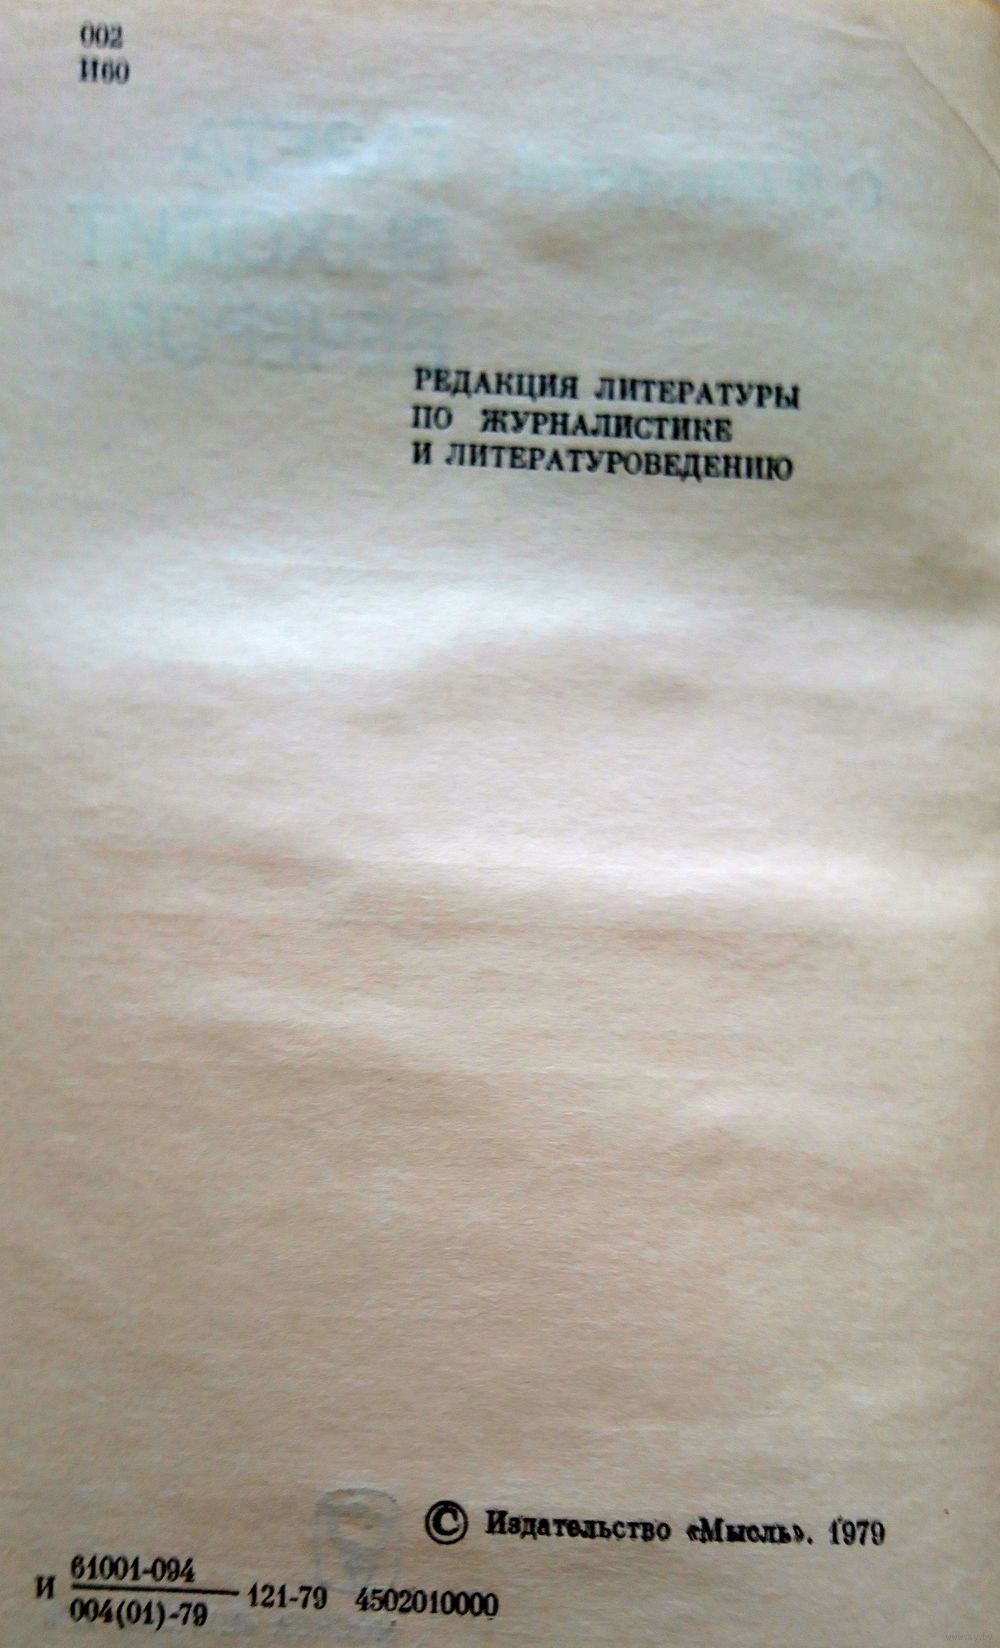 002
И60
РЕДАКЦИЯ ЛИТЕРАТУРЫ
ПО ЖУРНАЛИСТИКЕ
И ЛИТЕРАТУРОВЕДЕНИЮ
© Издательство «Мысль». 1979
И 61001-094
004(01)-79 121-79 4502010000